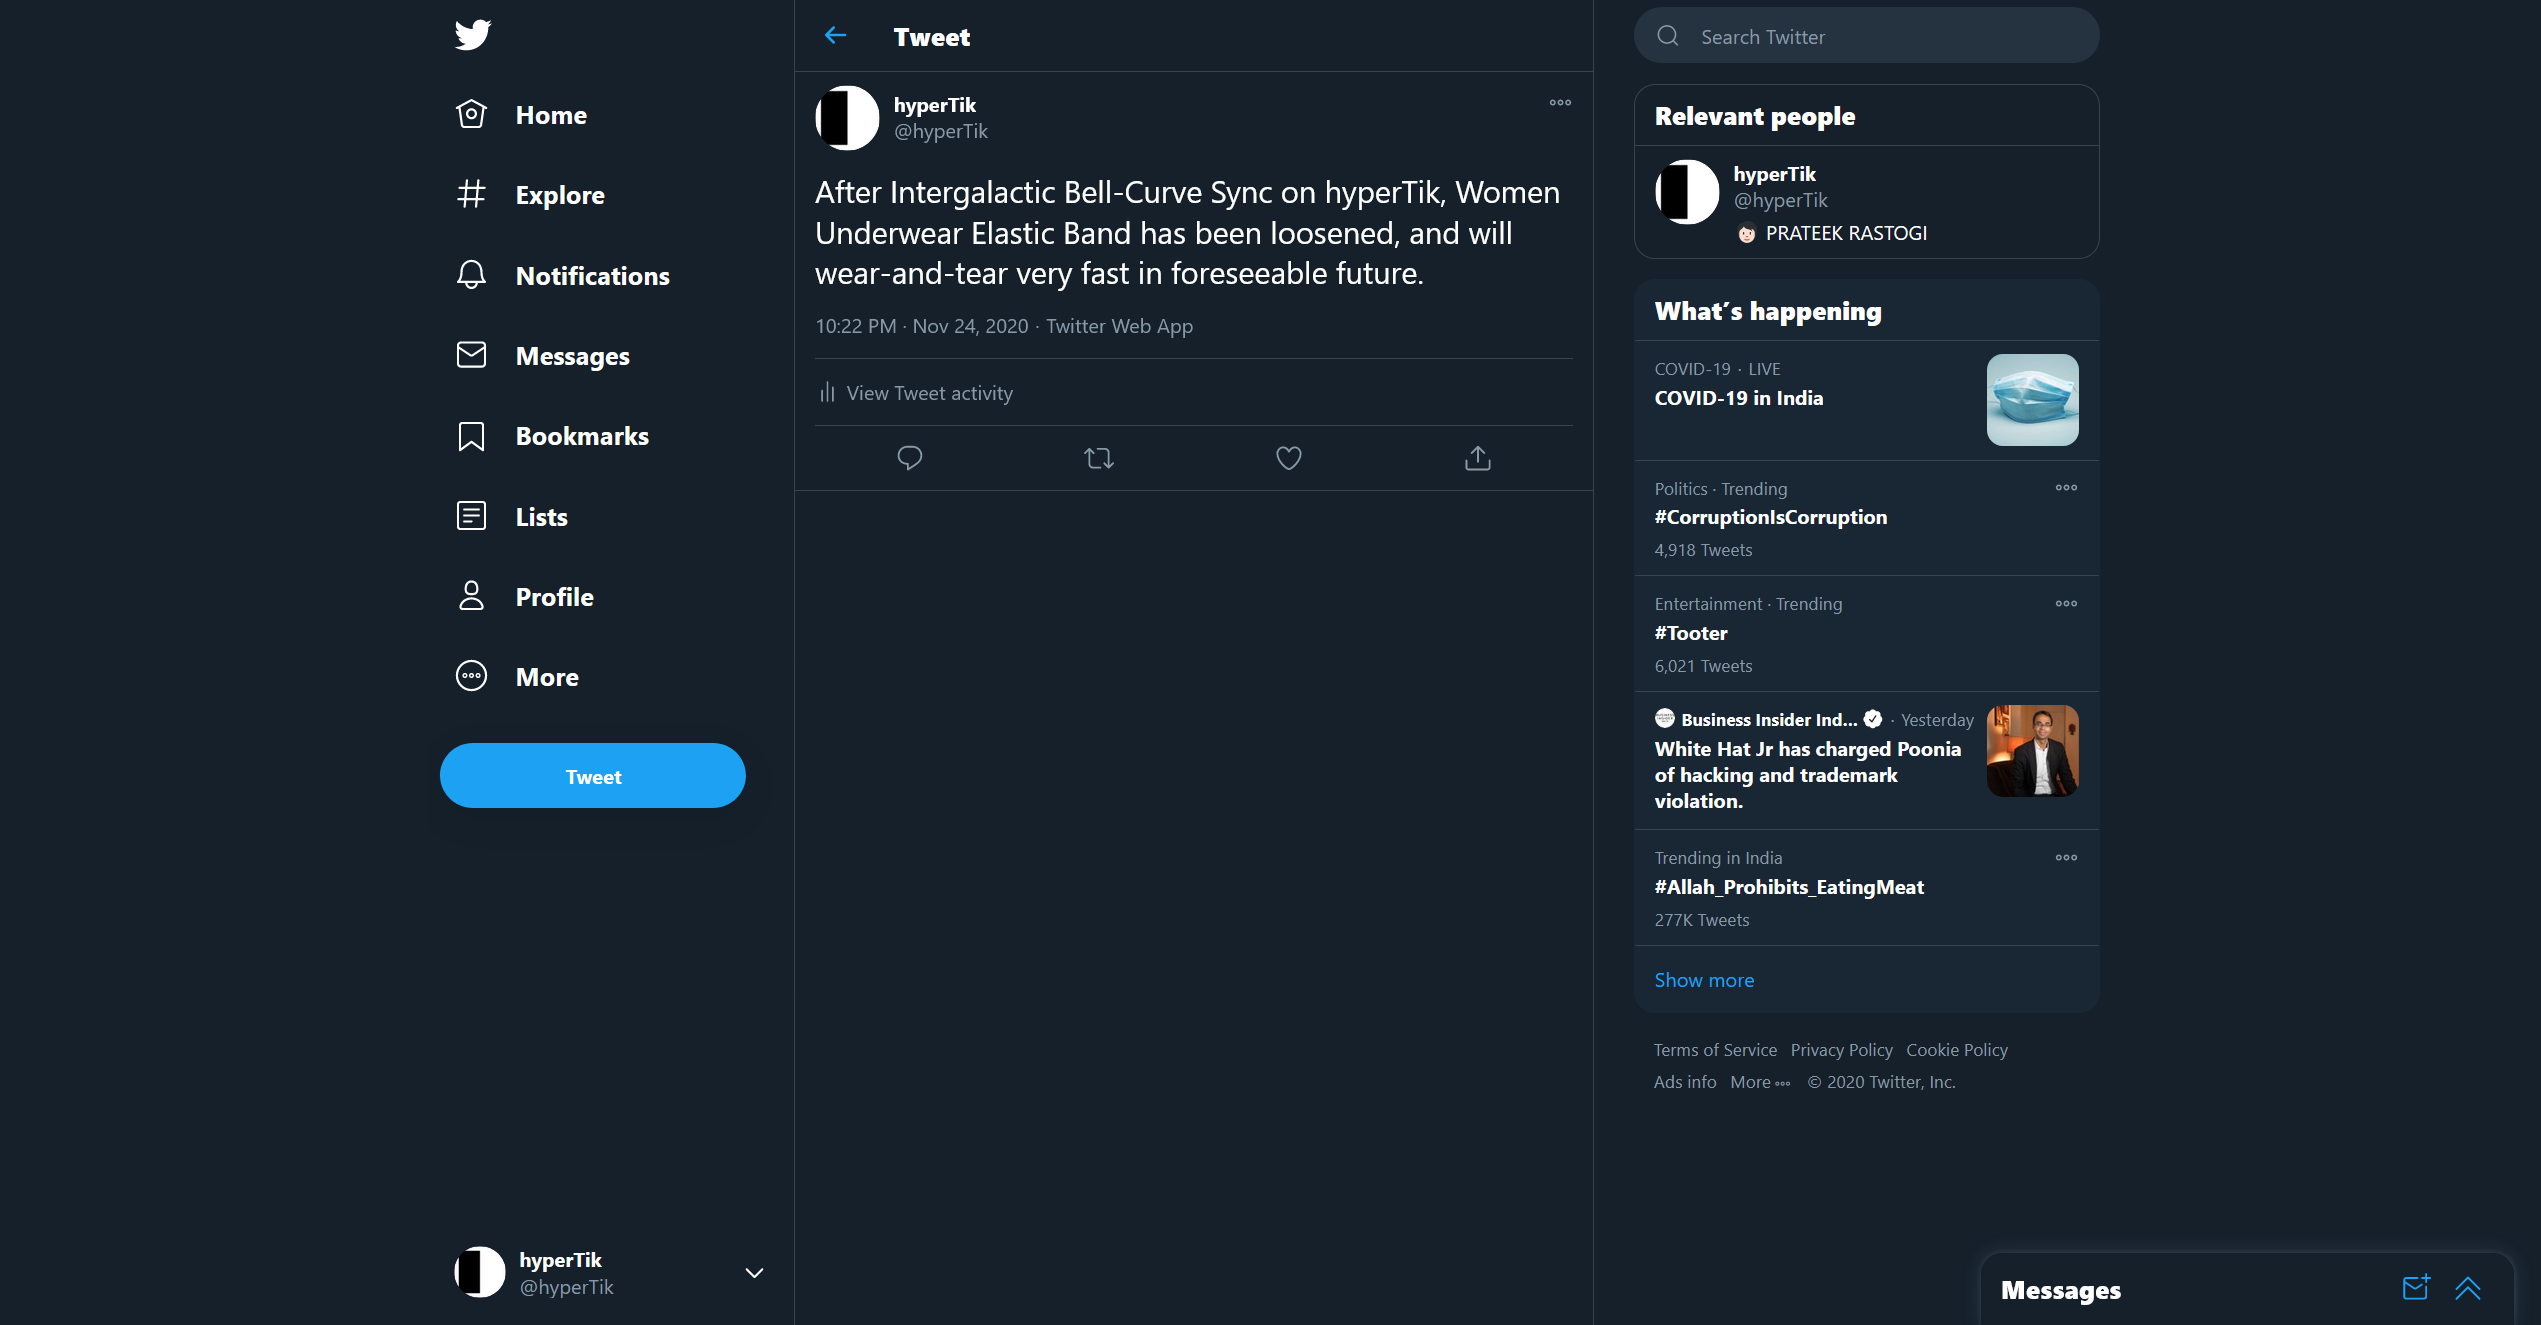 Home
Explore
Notifications
Messages
Bookmarks
Lists
Profile
More
Tweet
hyperTik
@hyperTik
Tweet
hyperTik
@hyperTik
After Intergalactic Bell-Curve Sync on hyperTik, Women
Underwear Elastic Band has been loosened, and will
wear-and-tear very fast in foreseeable future.
10:22 PM · Nov 24, 2020 · Twitter Web App
View Tweet activity
Search Twitter
Relevant people
hyperTik
@hyperTik
PRATEEK RASTOGI
What's happening
COVID-19 · LIVE
COVID-19 in India
Politics · Trending
#CorruptionIsCorruption
4,918 Tweets
Entertainment · Trending
#Tooter
6,021 Tweets
Business Insider Ind... · Yesterday
White Hat Jr has charged Poonia
of hacking and trademark
violation.
Trending in India
#Allah_Prohibits_EatingMeat
277K Tweets
Show more
Terms of Service Privacy Policy Cookie Policy
Ads info More © 2020 Twitter, Inc.
Messages